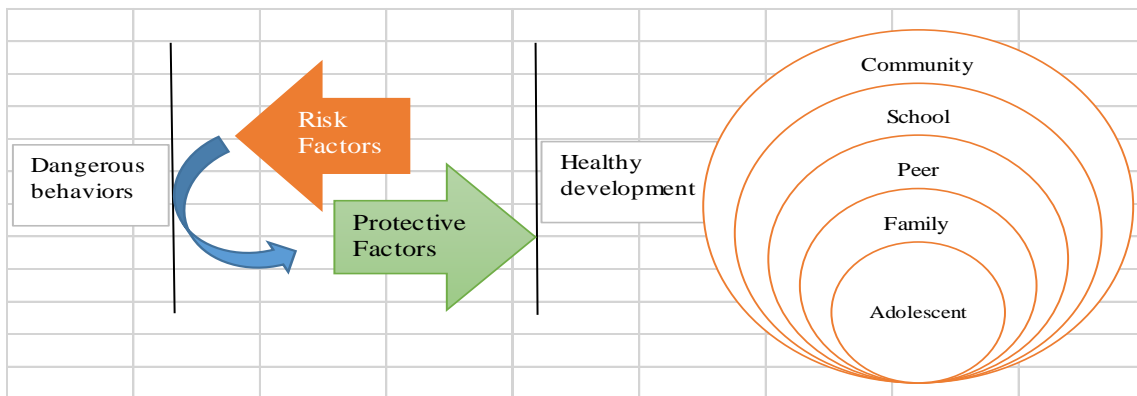 Dangerous
behaviors
Risk
Factors
Protective
Factors
Healthy
development
Community
School
Peer
Family
Adolescent